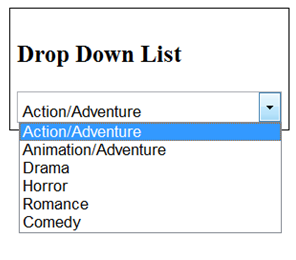 Drop Down List
Action/Adventure
Action/Adventure
Animation/Adventure
Drama
Horror
Romance
Comedy